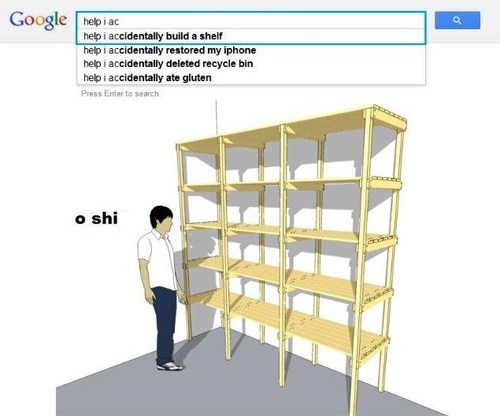 Google
help i ac
help i accidentally build a shelf
help i accidentally restored my iphone
help i accidentally deleted recycle bin
help i accidentally ate gluten
Press Enter to search
o shi